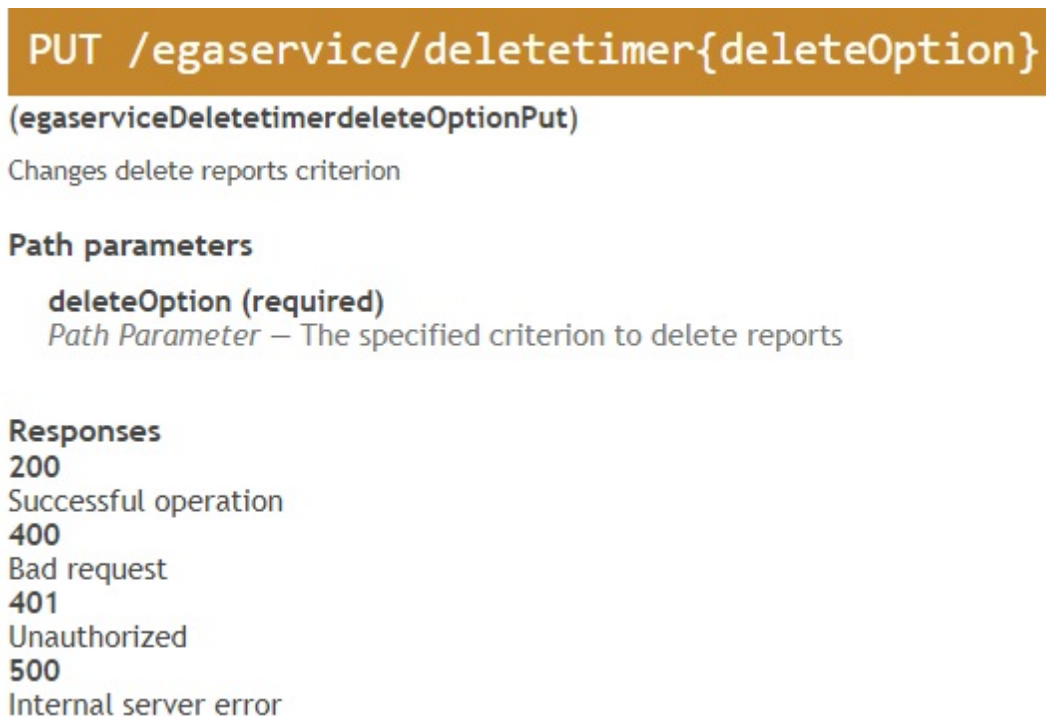 PUT /egaservice/deletetimer{deleteOption}
(egaserviceDeletetimerdeleteOptionPut)
Changes delete reports criterion
Path parameters
deleteOption (required)
Path Parameter — The specified criterion to delete reports
Responses
200
Successful operation
400
Bad request
401
Unauthorized
500
Internal server error